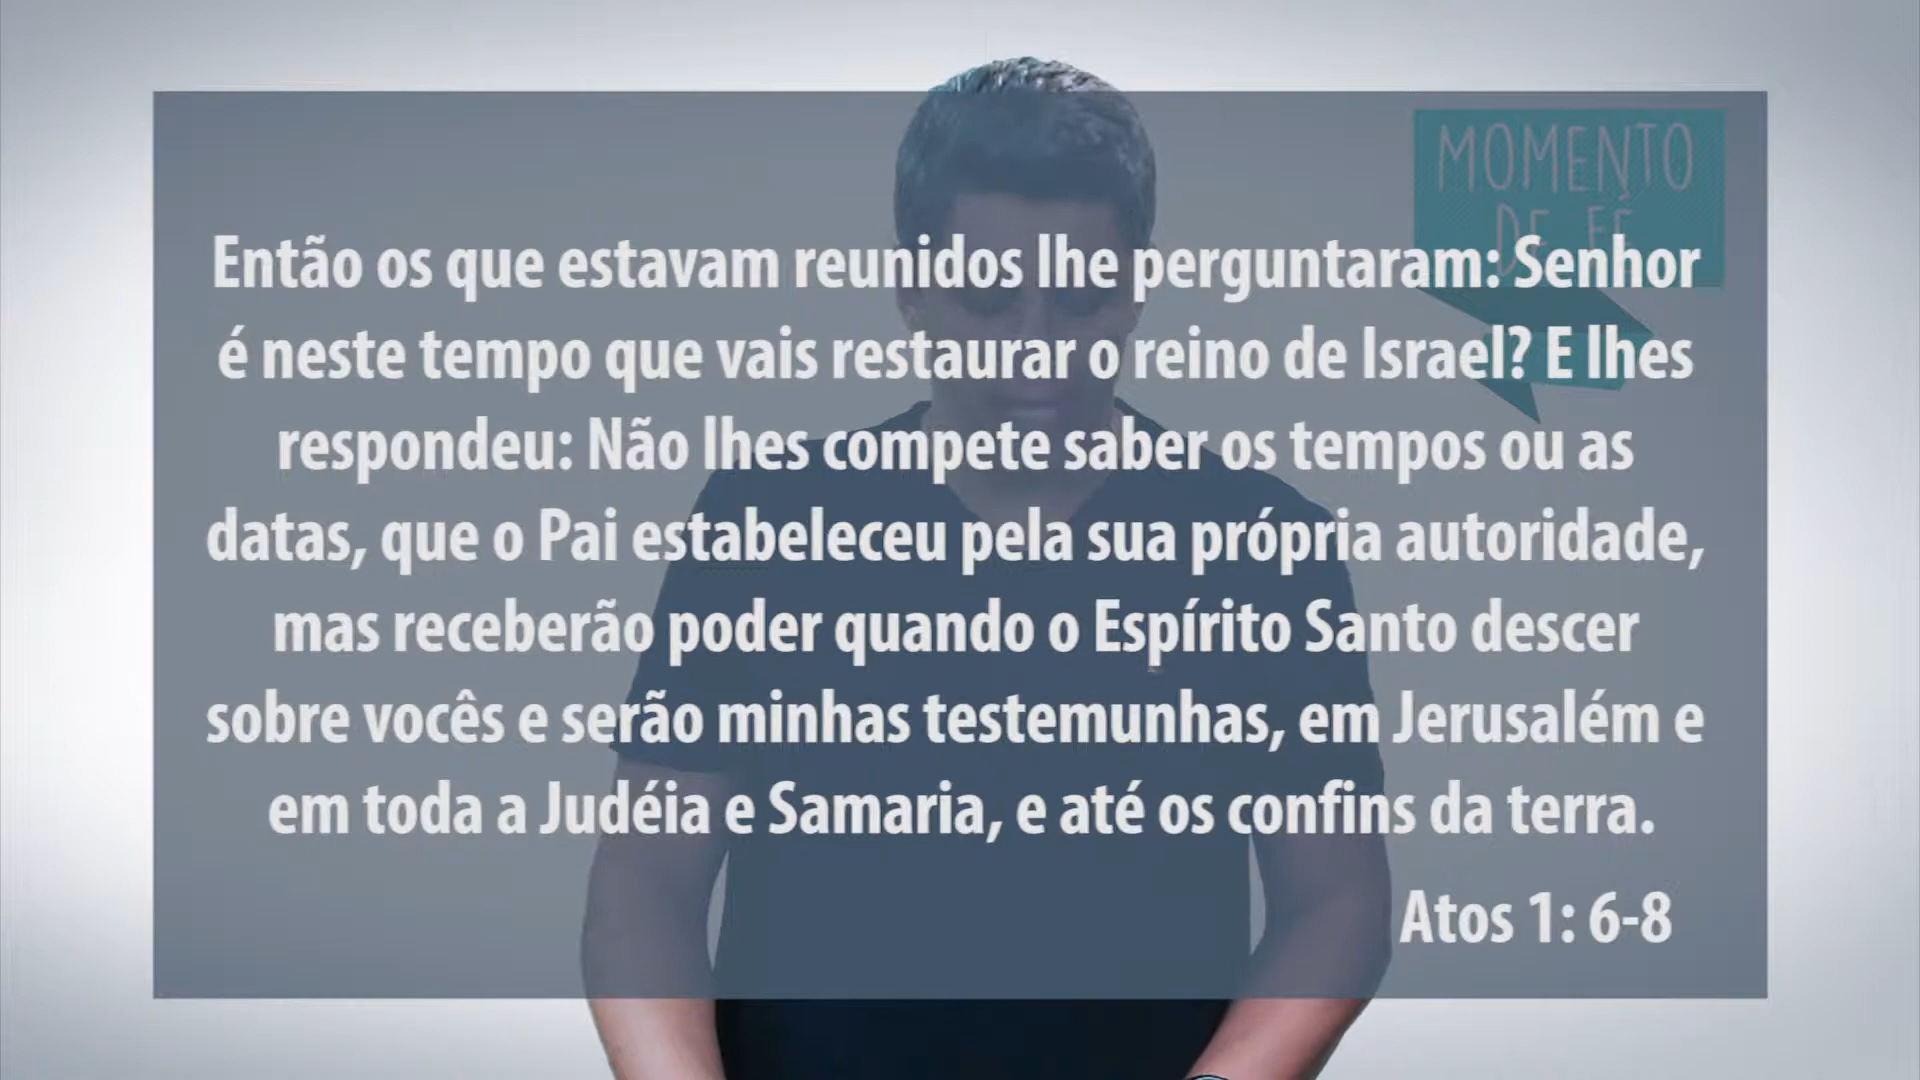 MOMENTO
DE FÉ
Então os que estavam reunidos lhe perguntaram: Senhor
é neste tempo que vais restaurar o reino de Israel? E lhes
respondeu: Não lhes compete saber os tempos ou as
datas, que o Pai estabeleceu pela sua própria autoridade,
mas receberão poder quando o Espírito Santo descer
sobre vocês e serão minhas testemunhas, em Jerusalém e
em toda a Judéia e Samaria, e até os confins da terra.
Atos 1: 6-8